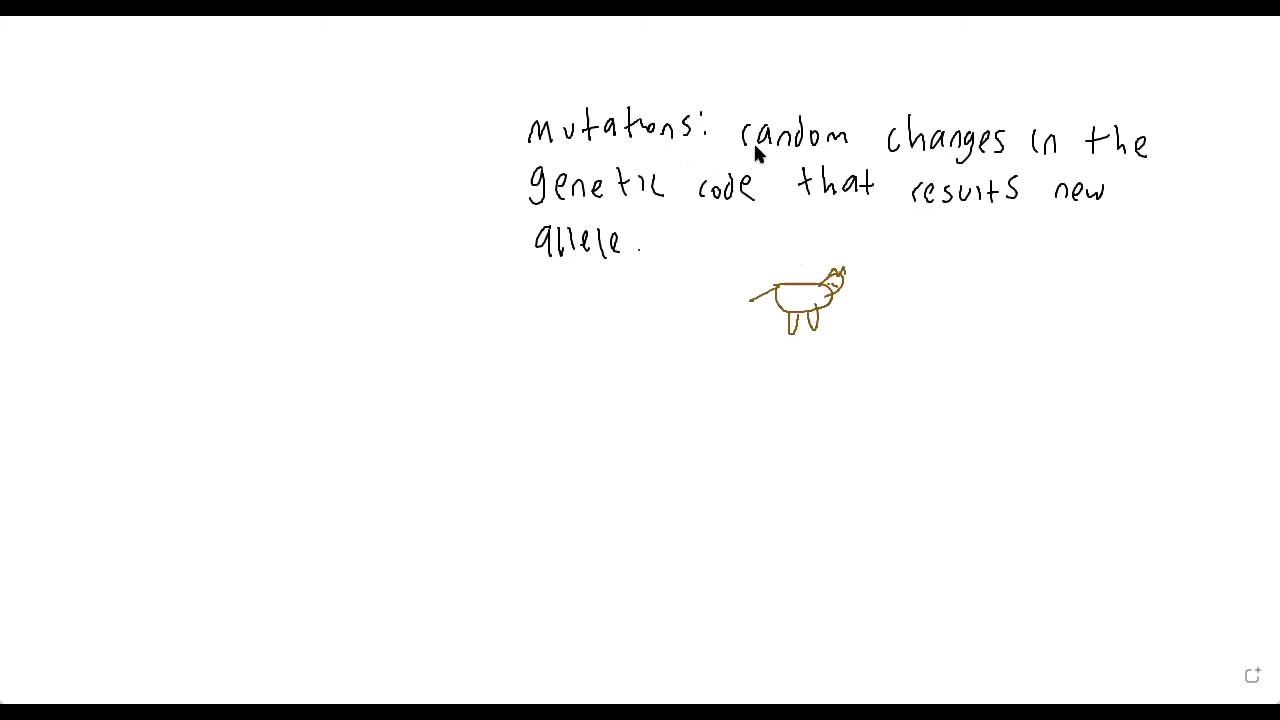 mutations: random changes in the
genetic code that results new
allele.